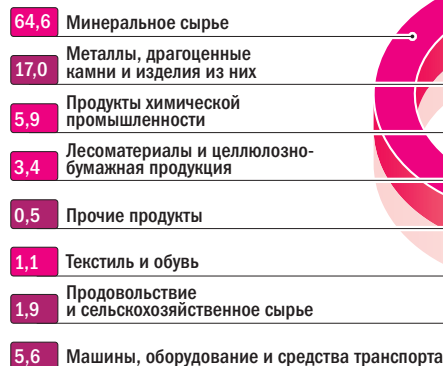 64,6 Минеральное сырье
17,0 Металлы, драгоценные
камни и изделия из них
5,9 Продукты химической
промышленности
3,4 Лесоматериалы и целлюлозно-
бумажная продукция
0,5 Прочие продукты
1,1 Текстиль и обувь
1,9 Продовольствие
и сельскохозяйственное сырье
5,6 Машины, оборудование и средства транспорта